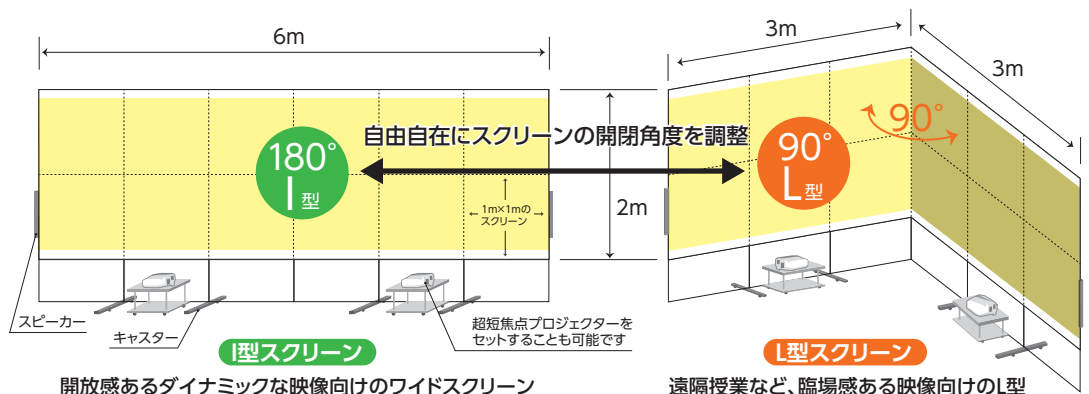 6m
3m
3m
自由自在にスクリーンの開閉角度を調整
180°
I型
90°
L型
90°
2m
← 1m×1mの →
スクリーン
スピーカー
キャスター
超短焦点プロジェクターを
セットすることも可能です
I型スクリーン
L型スクリーン
開放感あるダイナミックな映像向けのワイドスクリーン
遠隔授業など、臨場感ある映像向けのL型